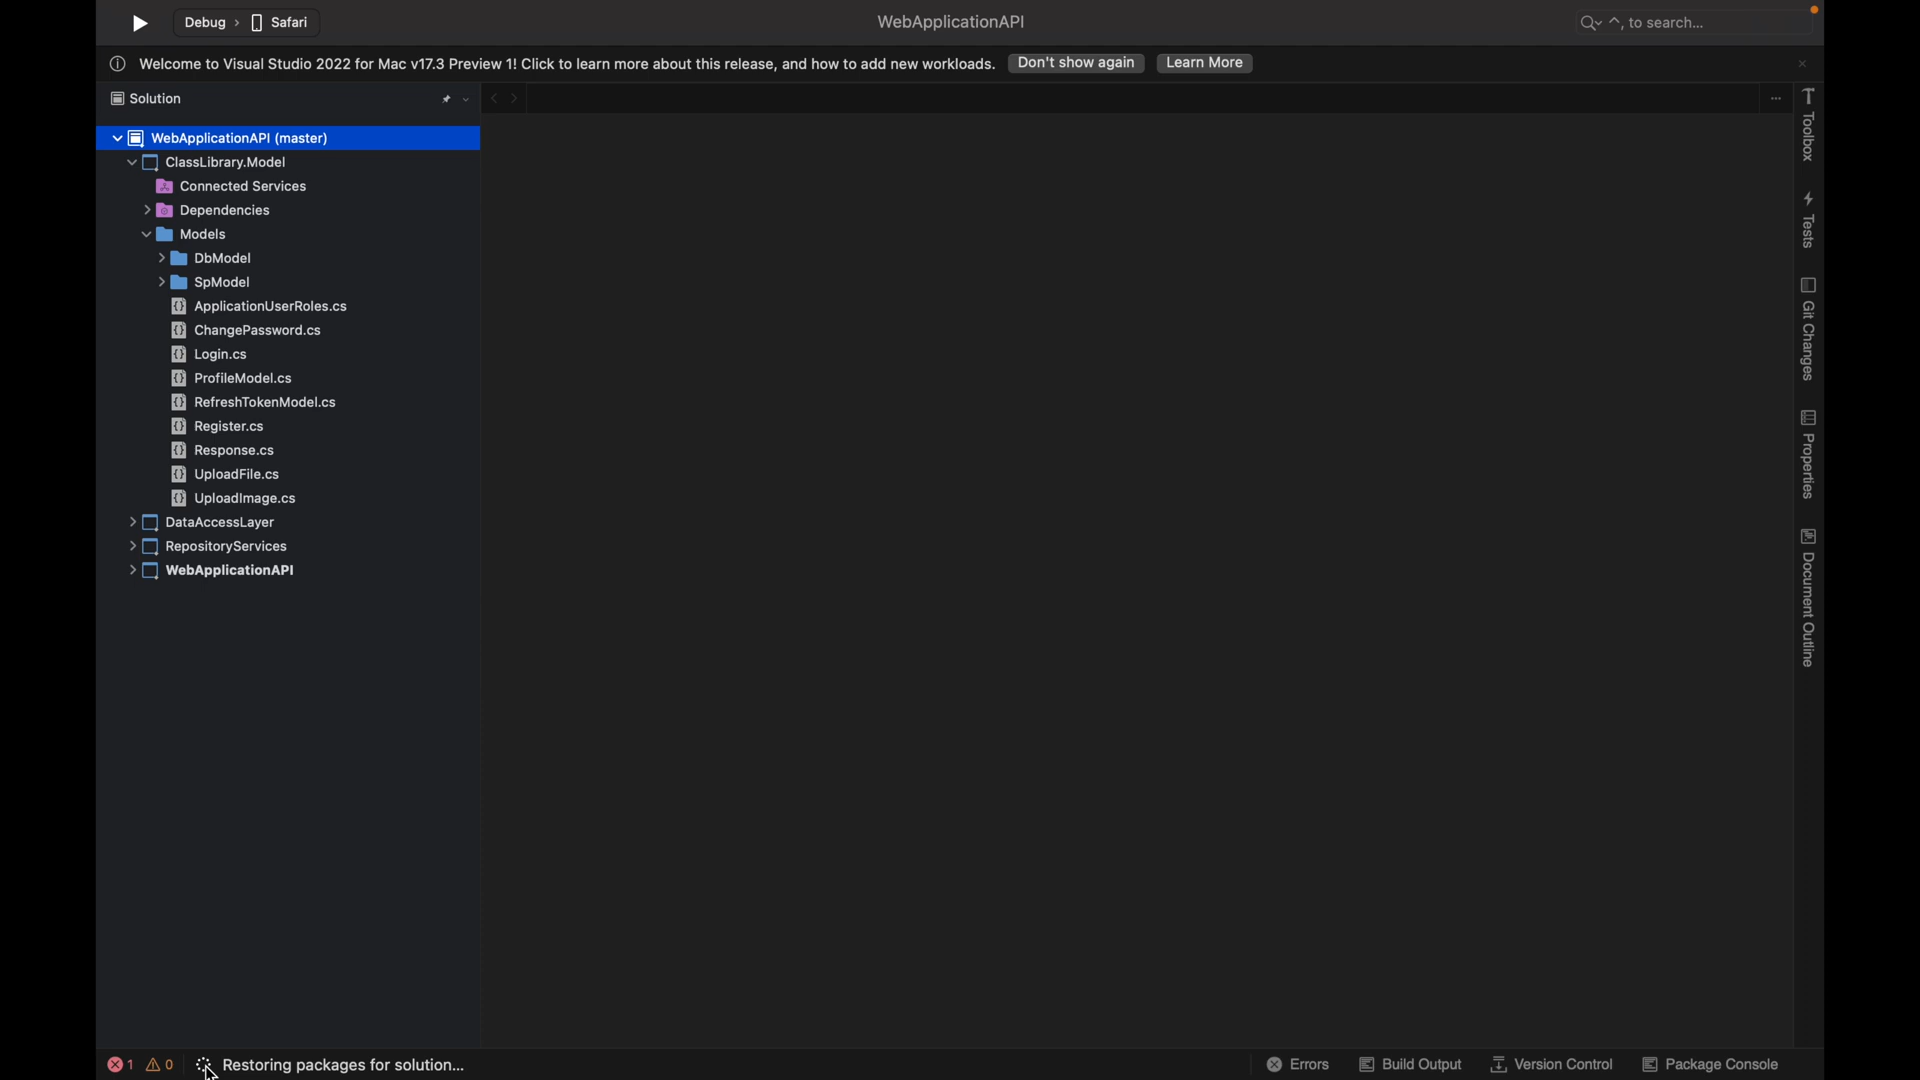 Debug › Safari
WebApplicationAPI
^, to search...
Welcome to Visual Studio 2022 for Mac v17.3 Preview 1! Click to learn more about this release, and how to add new workloads.
Don't show again
Learn More
Solution
WebApplicationAPI (master)
ClassLibrary.Model
Connected Services
Dependencies
Models
DbModel
SpModel
ApplicationUserRoles.cs
ChangePassword.cs
Login.cs
ProfileModel.cs
RefreshTokenModel.cs
Register.cs
Response.cs
UploadFile.cs
UploadImage.cs
DataAccessLayer
RepositoryServices
WebApplicationAPI
Toolbox
Tests
Git Changes
Properties
Document Outline
1 0 Restoring packages for solution...
Errors
Build Output
Version Control
Package Console